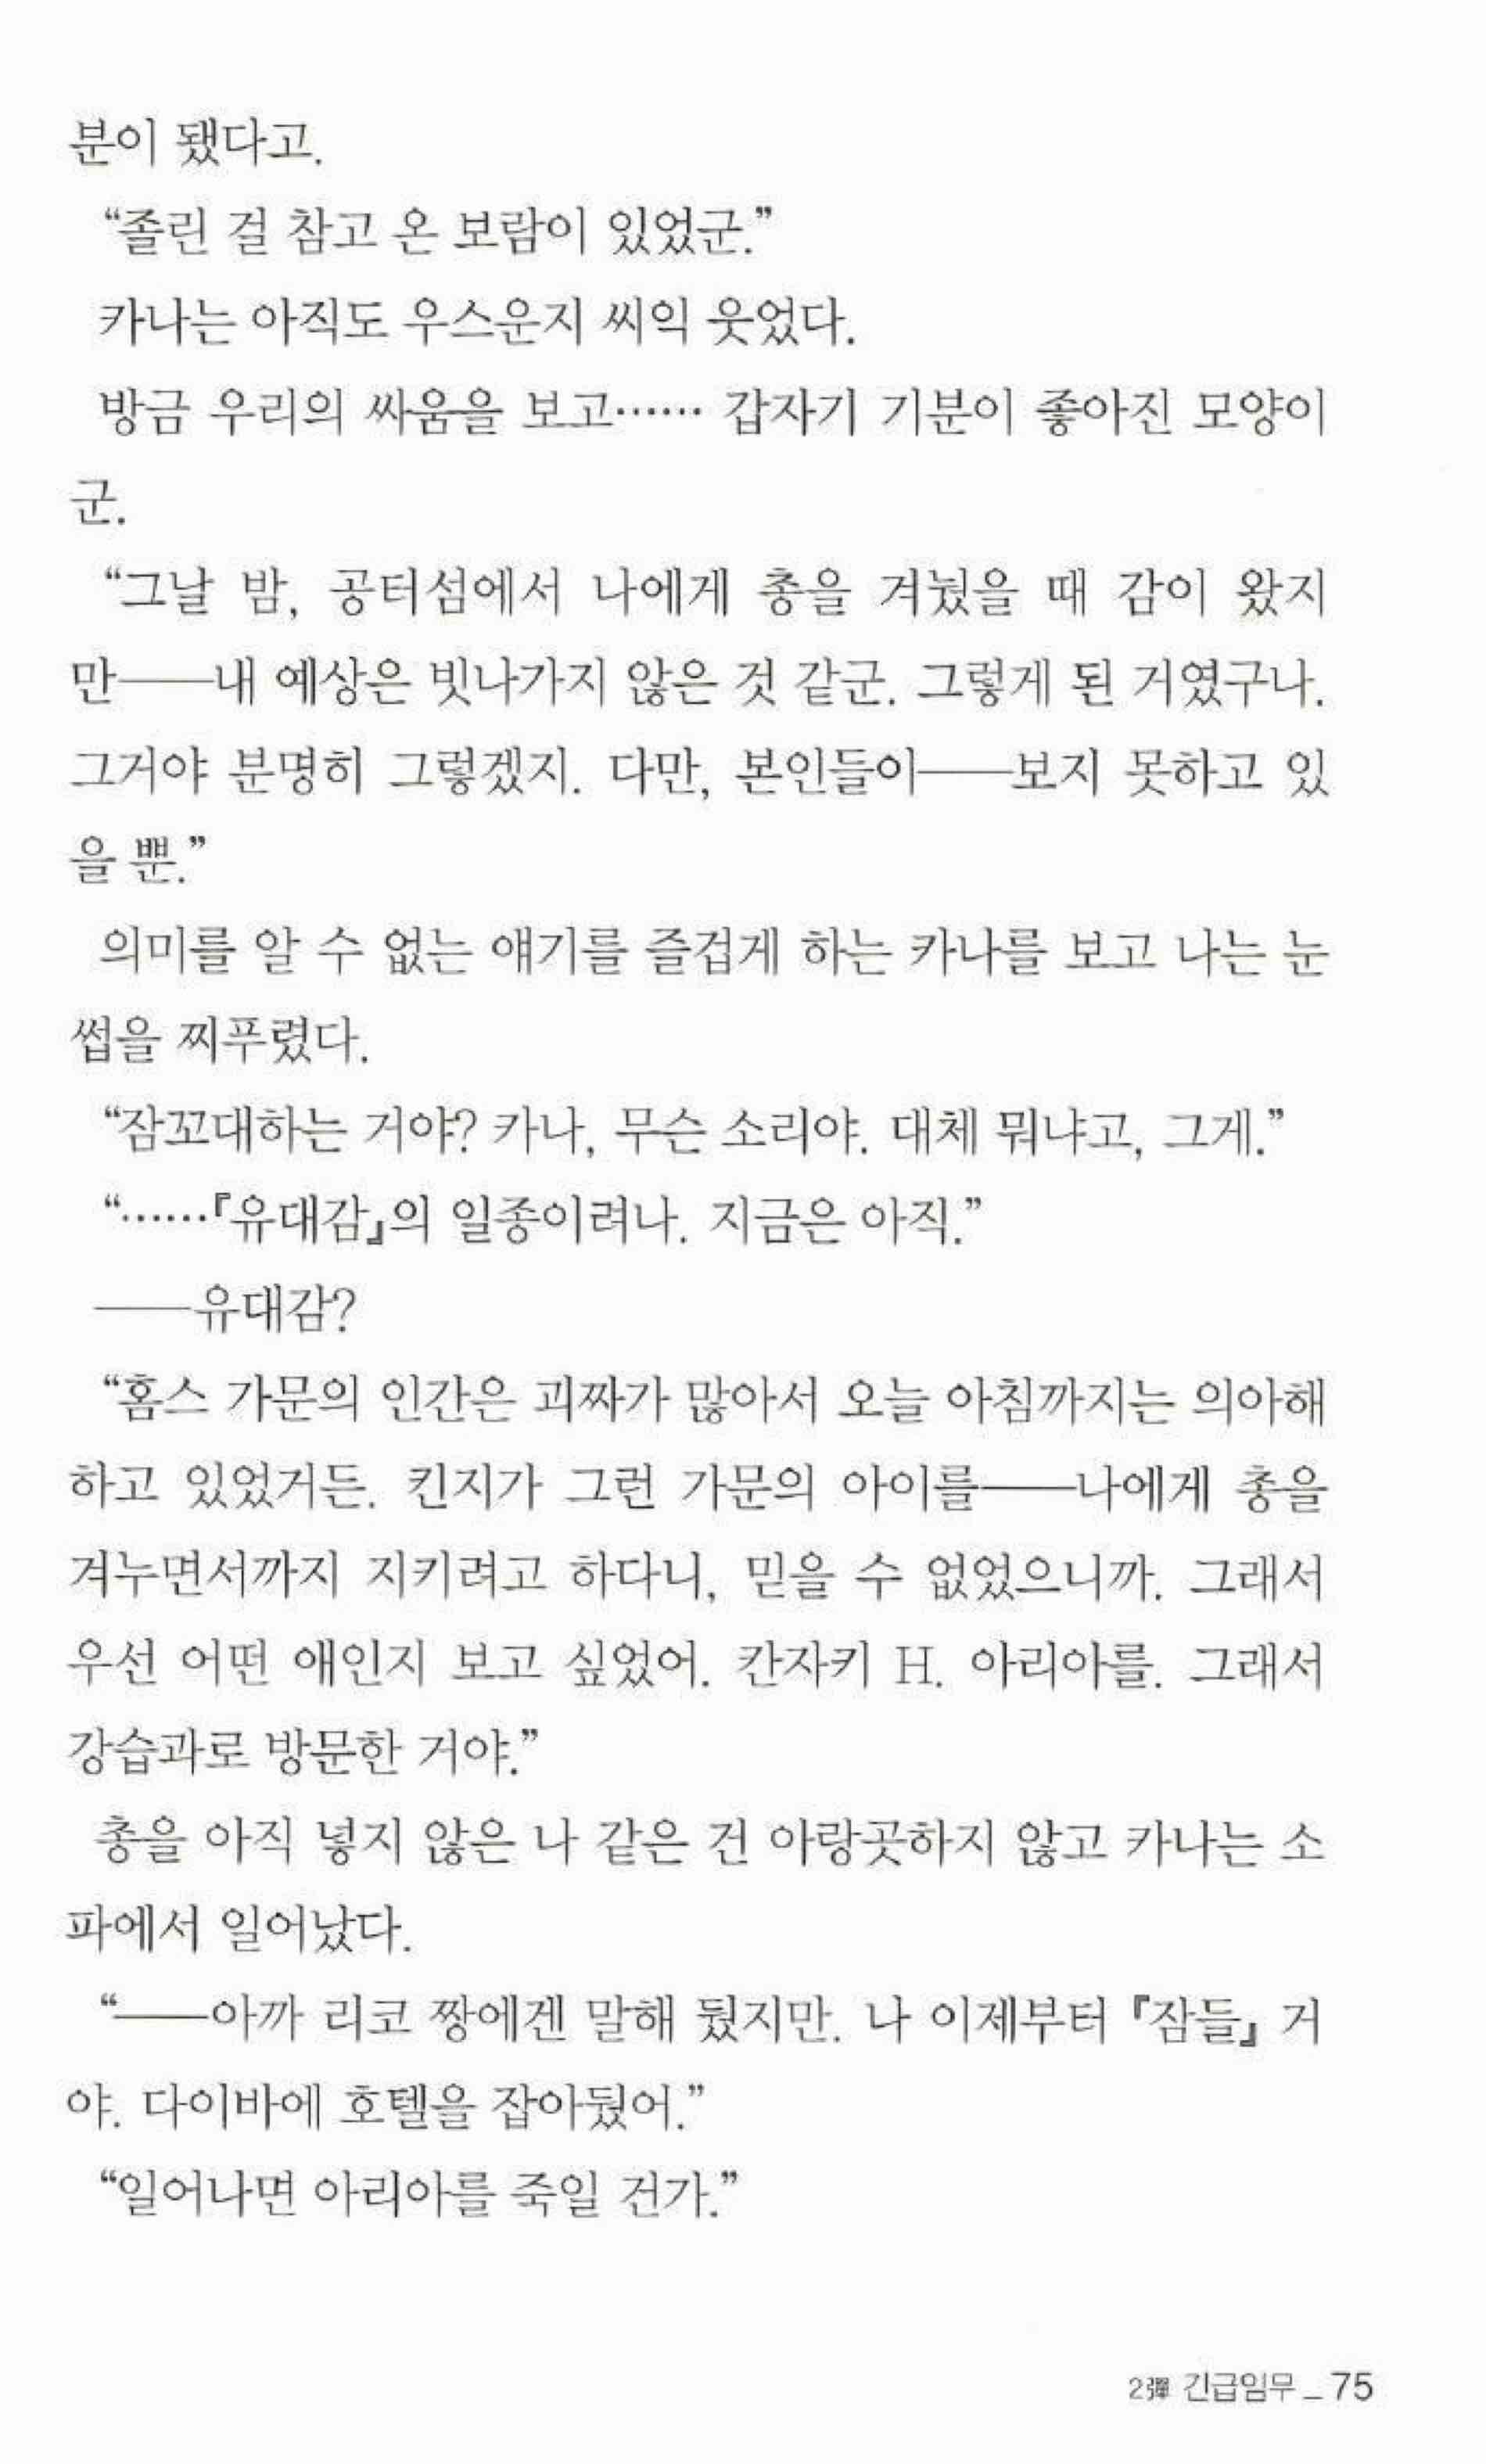 분이 됐다고.
“졸린 걸 참고 온 보람이 있었군.”
카나는 아직도 우스운지 씨익 웃었다.
방금 우리의 싸움을 보고…… 갑자기 기분이 좋아진 모양이
군.
“그날 밤, 공터섬에서 나에게 총을 겨눴을 때 감이 왔지
만──내 예상은 빗나가지 않은 것 같군. 그렇게 된 거였구나.
그거야 분명히 그렇겠지. 다만, 본인들이──보지 못하고 있
을 뿐.”
의미를 알 수 없는 얘기를 즐겁게 하는 카나를 보고 나는 눈
썹을 찌푸렸다.
“잠꼬대하는 거야? 카나, 무슨 소리야. 대체 뭐냐고, 그게.”
“……『유대감』의 일종이려나. 지금은 아직.”
──유대감?
“홈스 가문의 인간은 괴짜가 많아서 오늘 아침까지는 의아해
하고 있었거든. 킨지가 그런 가문의 아이를──나에게 총을
겨누면서까지 지키려고 하다니, 믿을 수 없었으니까. 그래서
우선 어떤 애인지 보고 싶었어. 칸자키 H. 아리아를. 그래서
강습과로 방문한 거야.”
총을 아직 넣지 않은 나 같은 건 아랑곳하지 않고 카나는 소
파에서 일어났다.
“──아까 리코 짱에겐 말해 뒀지만. 나 이제부터 『잠들』 거
야. 다이바에 호텔을 잡아뒀어.”
“일어나면 아리아를 죽일 건가.”
2彈 긴급임무_75